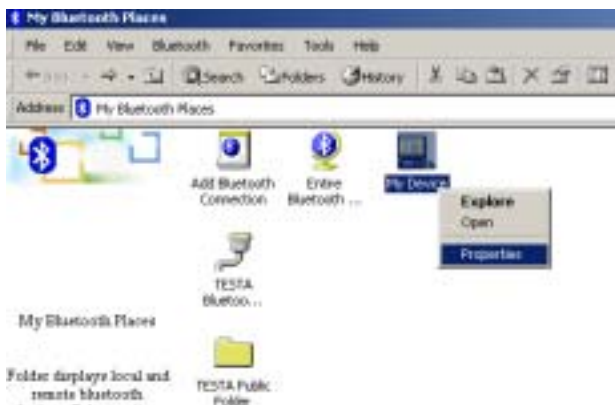 My Bluetooth Places
File Edit View Bluetooth Favorites Tools Help
Search Folders History
Address My Bluetooth Places
Add Bluetooth Connection
Entire Bluetooth ...
My Device
Explore
Open
Properties
TESTA Bluetoo...
My Bluetooth Places
Folder displays local and
remote bluetooth
TESTA Public
Folder